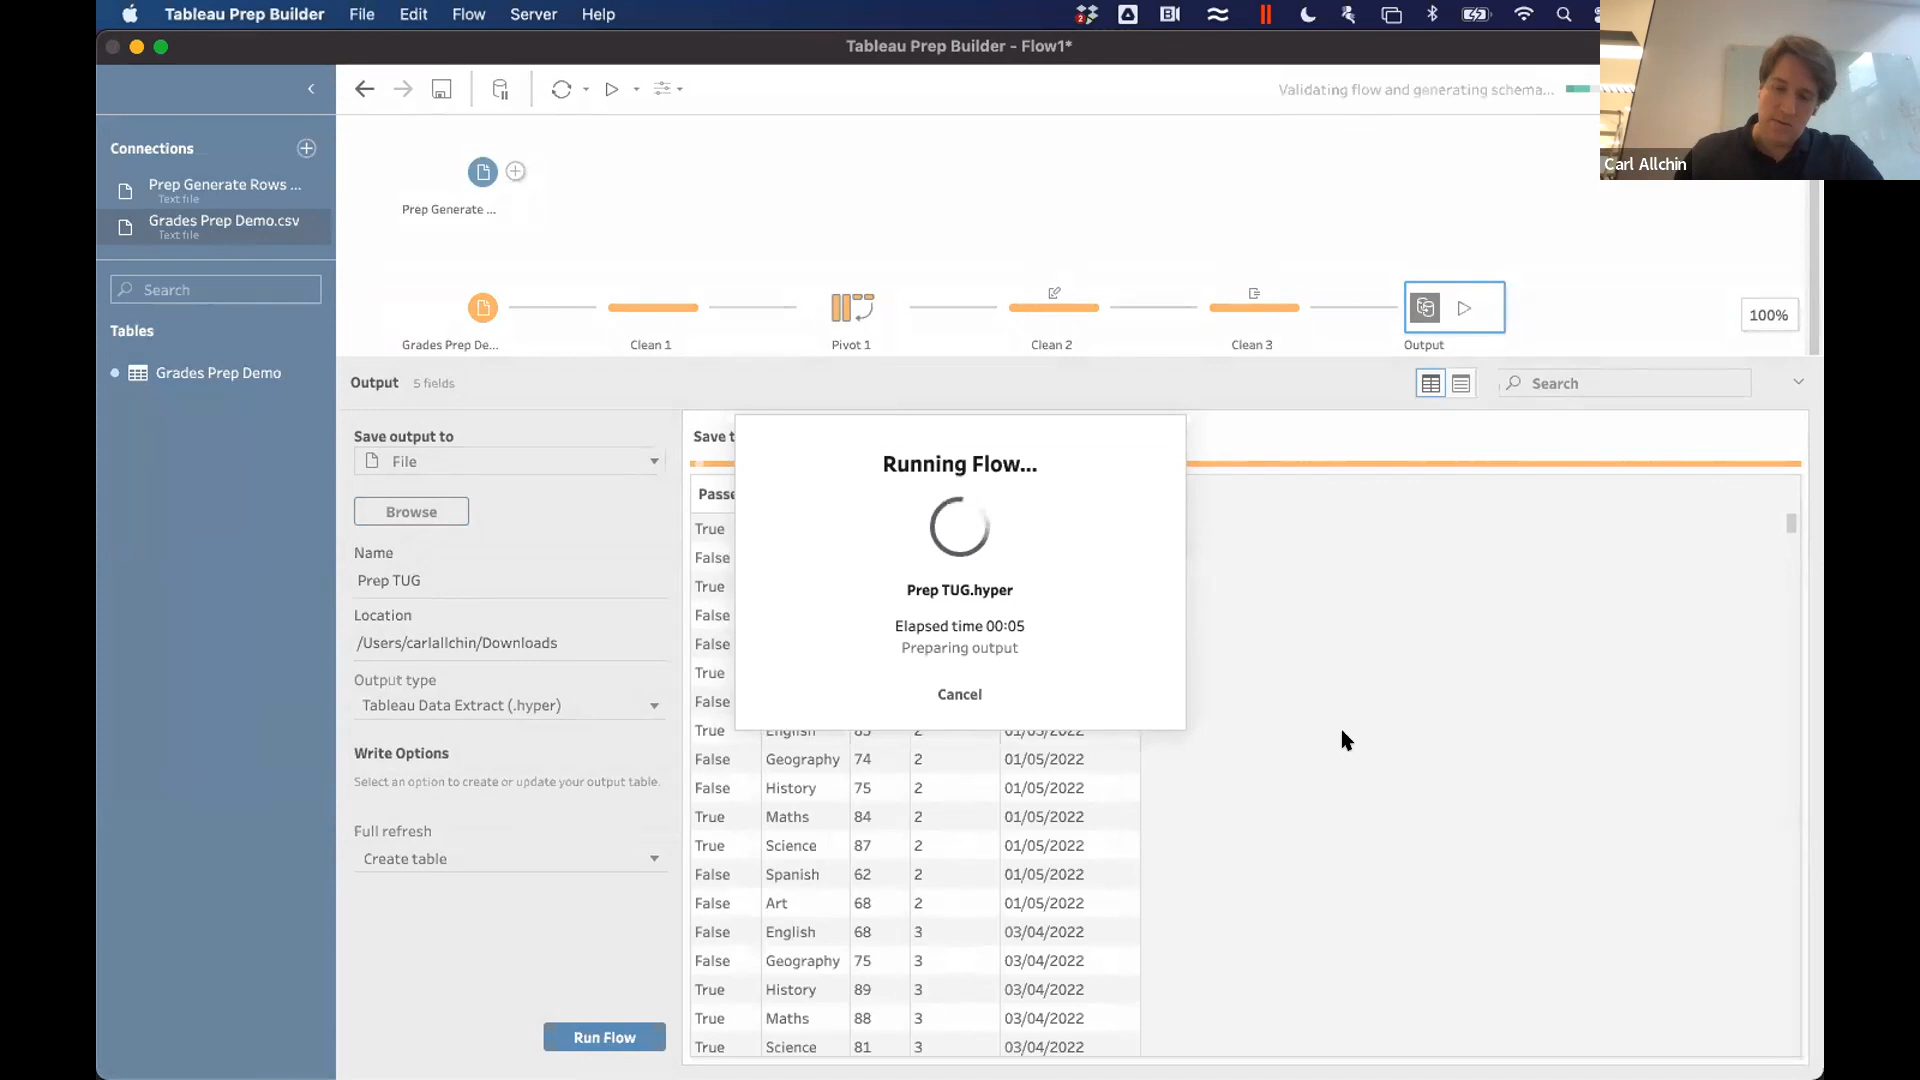 Tableau Prep Builder File Edit Flow Server Help
Tableau Prep Builder - Flow1*
Validating flow and generating schema...
Carl Allchin
Connections
Prep Generate Rows ...
Text file
Grades Prep Demo.csv
Text file
Search
Tables
Grades Prep Demo
Prep Generate ...
Grades Prep De...
Clean 1
Pivot 1
Clean 2
Clean 3
Output
100%
Output 5 fields
Search
Save output to
File
Browse
Name
Prep TUG
Location
/Users/carlallchin/Downloads
Output type
Tableau Data Extract (.hyper)
Write Options
Select an option to create or update your output table.
Full refresh
Create table
Run Flow
Save t
Running Flow...
Prep TUG.hyper
Elapsed time 00:05
Preparing output
Cancel
Passe
True
False
True
False
False
True
False
True English 85 2 01/05/2022
False Geography 74 2 01/05/2022
False History 75 2 01/05/2022
True Maths 84 2 01/05/2022
True Science 87 2 01/05/2022
False Spanish 62 2 01/05/2022
False Art 68 2 01/05/2022
False English 68 3 03/04/2022
False Geography 75 3 03/04/2022
True History 89 3 03/04/2022
True Maths 88 3 03/04/2022
True Science 81 3 03/04/2022